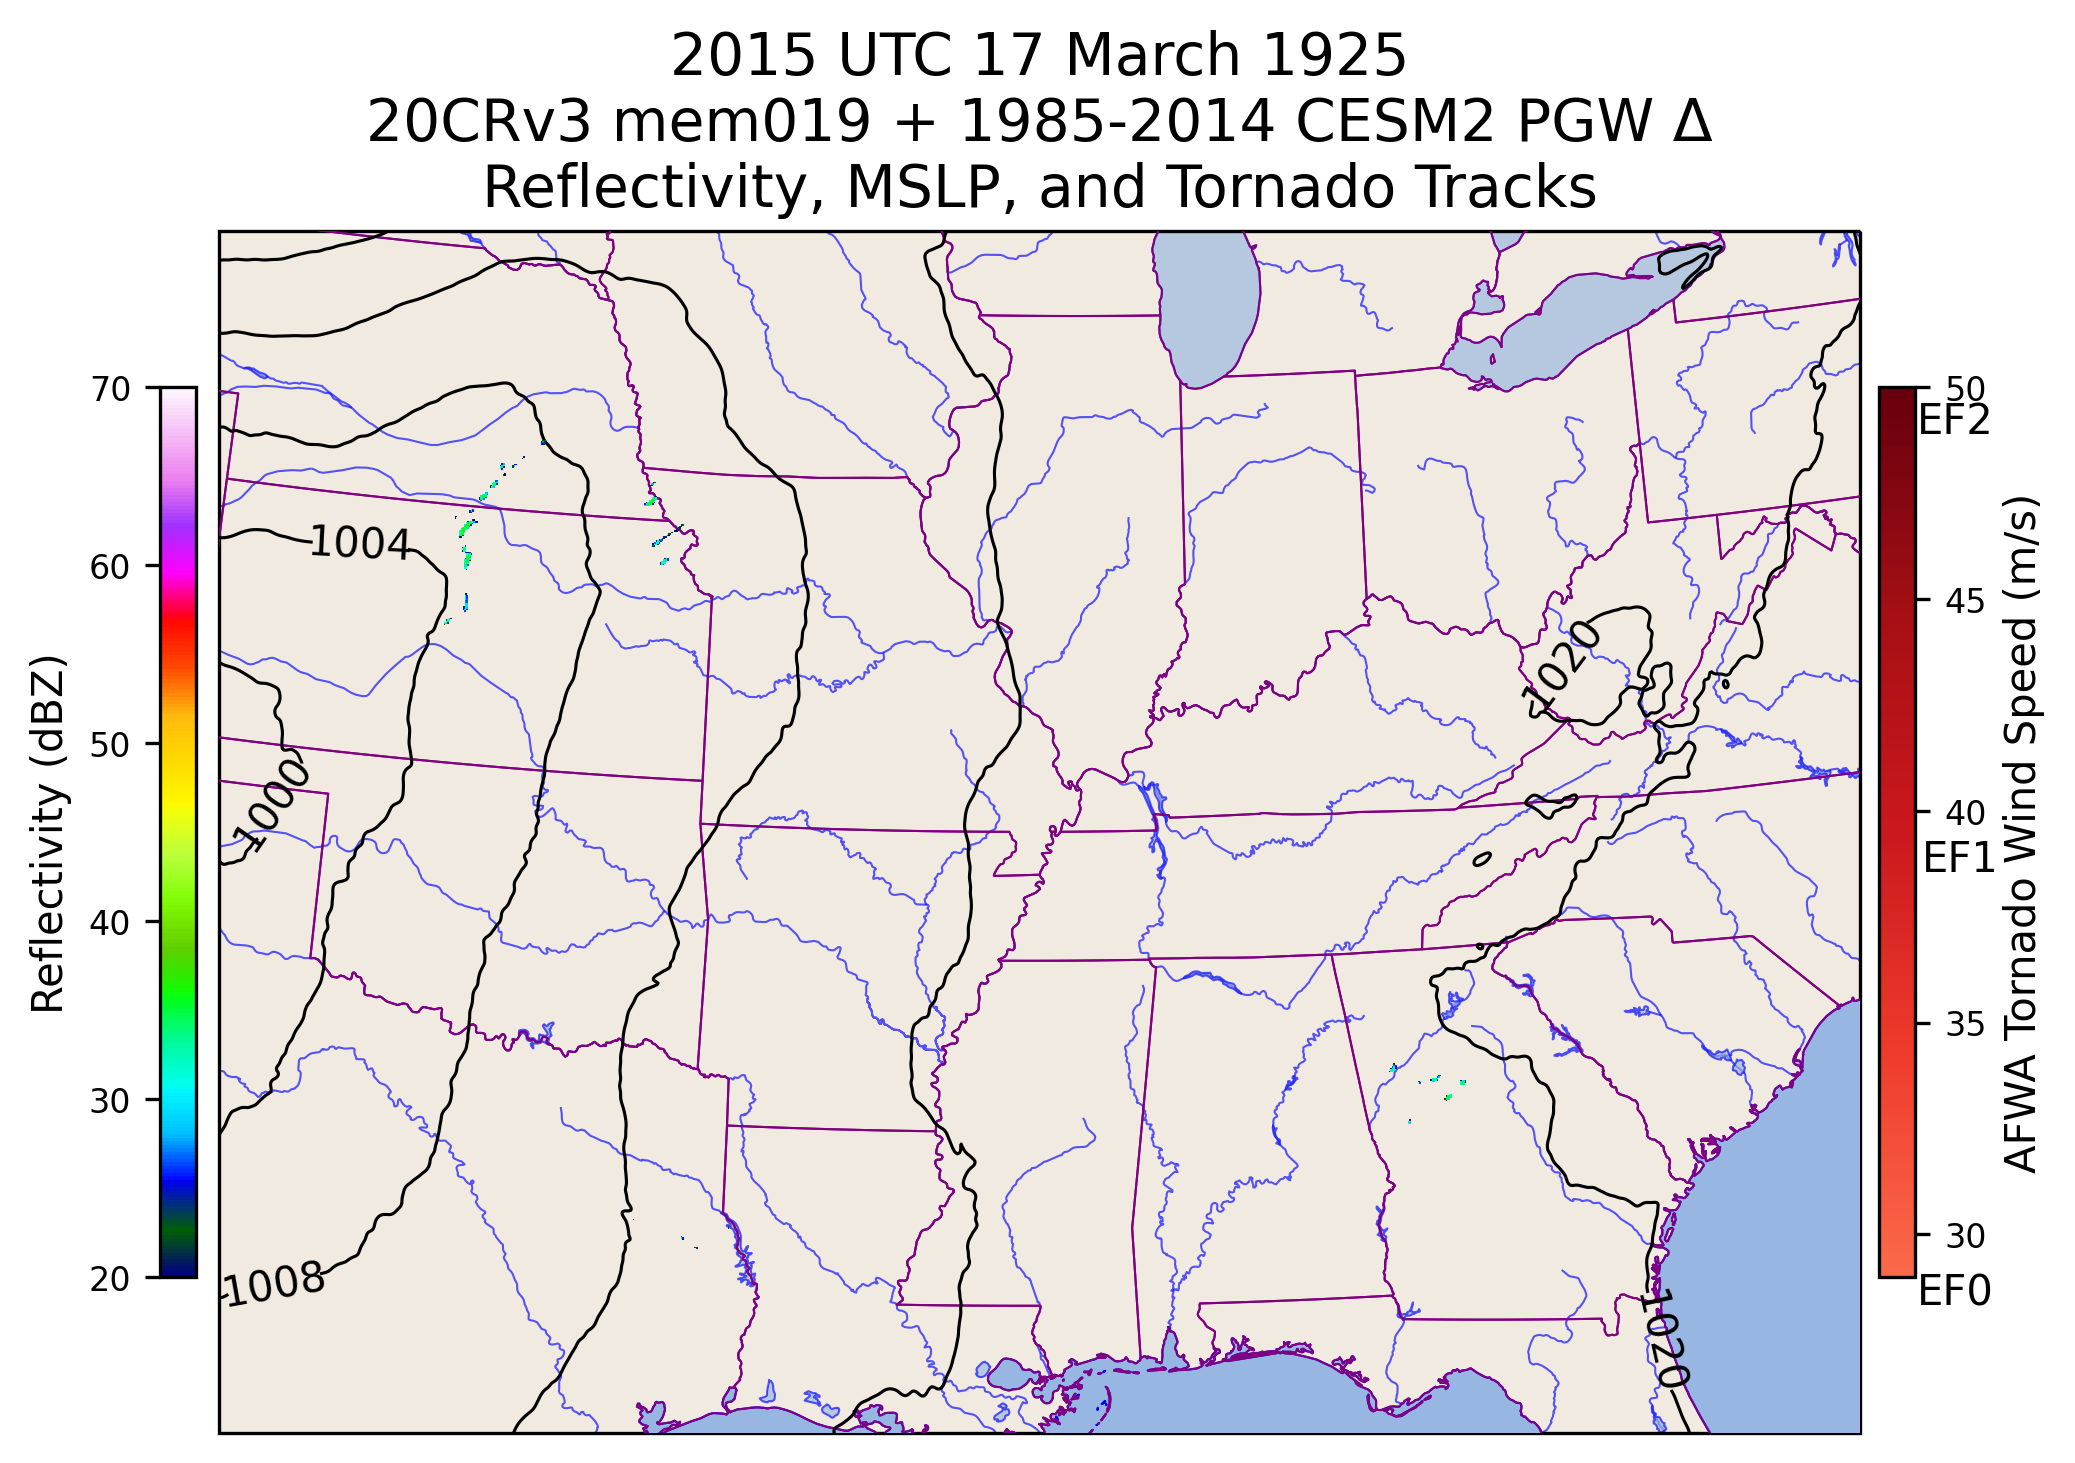 2015 UTC 17 March 1925
20CRv3 mem019 + 1985-2014 CESM2 PGW Δ
Reflectivity, MSLP, and Tornado Tracks
70
60
50
40
30
20
Reflectivity (dBZ)
1004
1000
1008
1020
1020
50
EF2
45
40
EF1
35
30
EF0
AFWA Tornado Wind Speed (m/s)